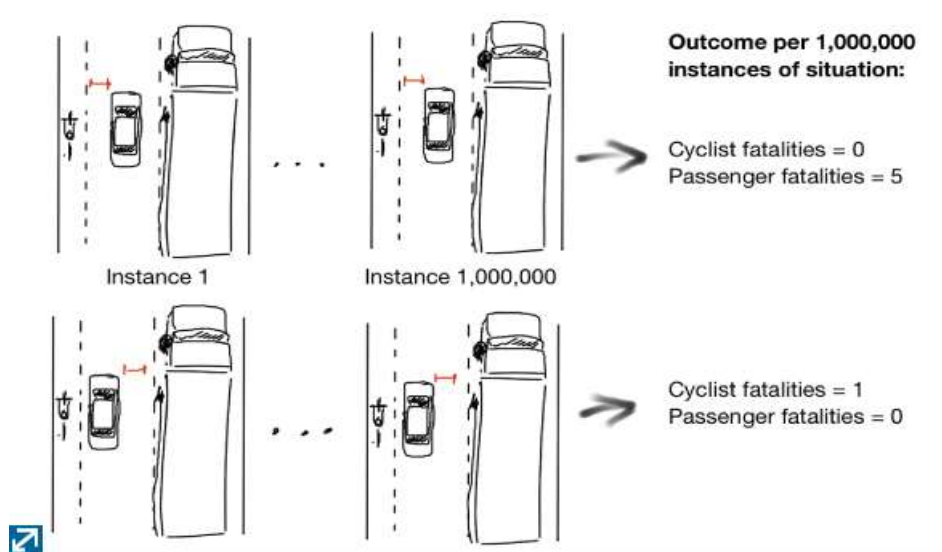 Outcome per 1,000,000
instances of situation:
Cyclist fatalities = 0
Passenger fatalities = 5
Instance 1
Instance 1,000,000
Cyclist fatalities = 1
Passenger fatalities = 0